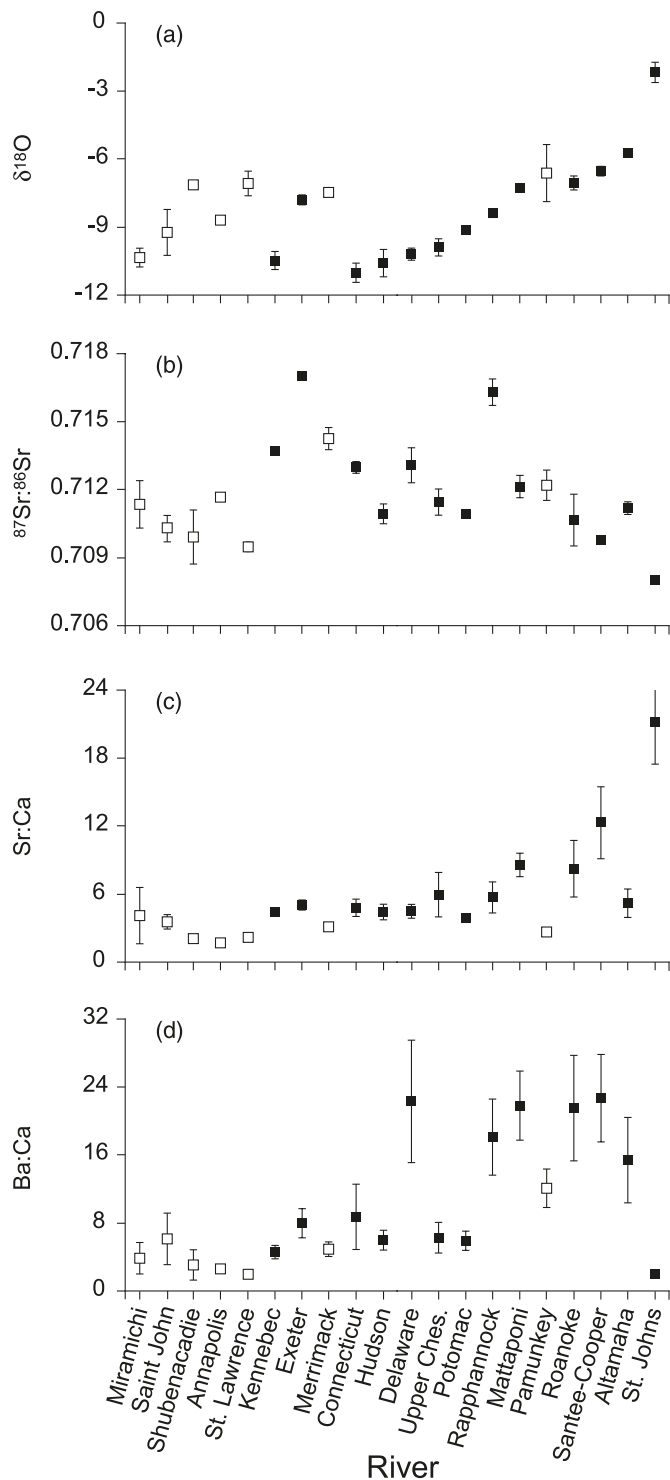 (a)
0
-3
-6
-9
-12
δ18O
(b)
0.718
0.715
0.712
0.709
0.706
87Sr:86Sr
(c)
24
18
12
6
0
Sr:Ca
(d)
32
24
16
8
0
Ba:Ca
Miramichi
Saint John
Shubenacadie
Annapolis
St. Lawrence
Kennebec
Exeter
Merrimack
Connecticut
Hudson
Delaware
Upper Ches.
Potomac
Rapphannock
Mattaponi
Pamunkey
Roanoke
Santee-Cooper
Altamaha
St. Johns
River